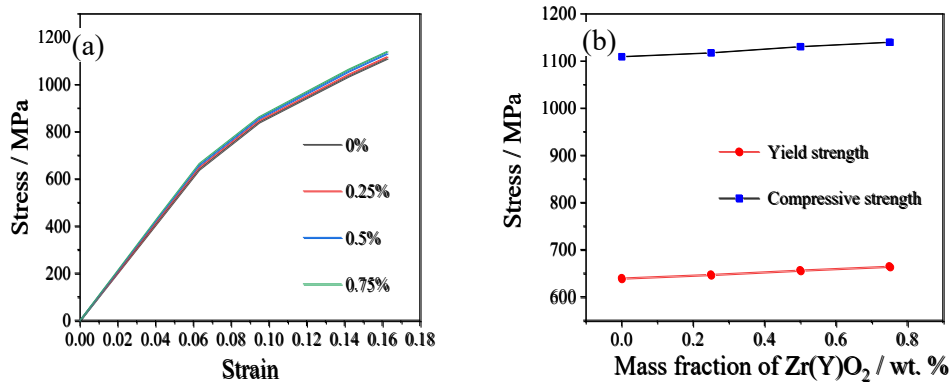 (a)
Stress / MPa
1200
1000
800
600
400
200
0
0%
0.25%
0.5%
0.75%
0.00 0.02 0.04 0.06 0.08 0.10 0.12 0.14 0.16 0.18
Strain
(b)
Stress / MPa
1200
1100
1000
900
800
700
600
Yield strength
Compressive strength
0.0 0.2 0.4 0.6 0.8
Mass fraction of Zr(Y)O₂ / wt. %